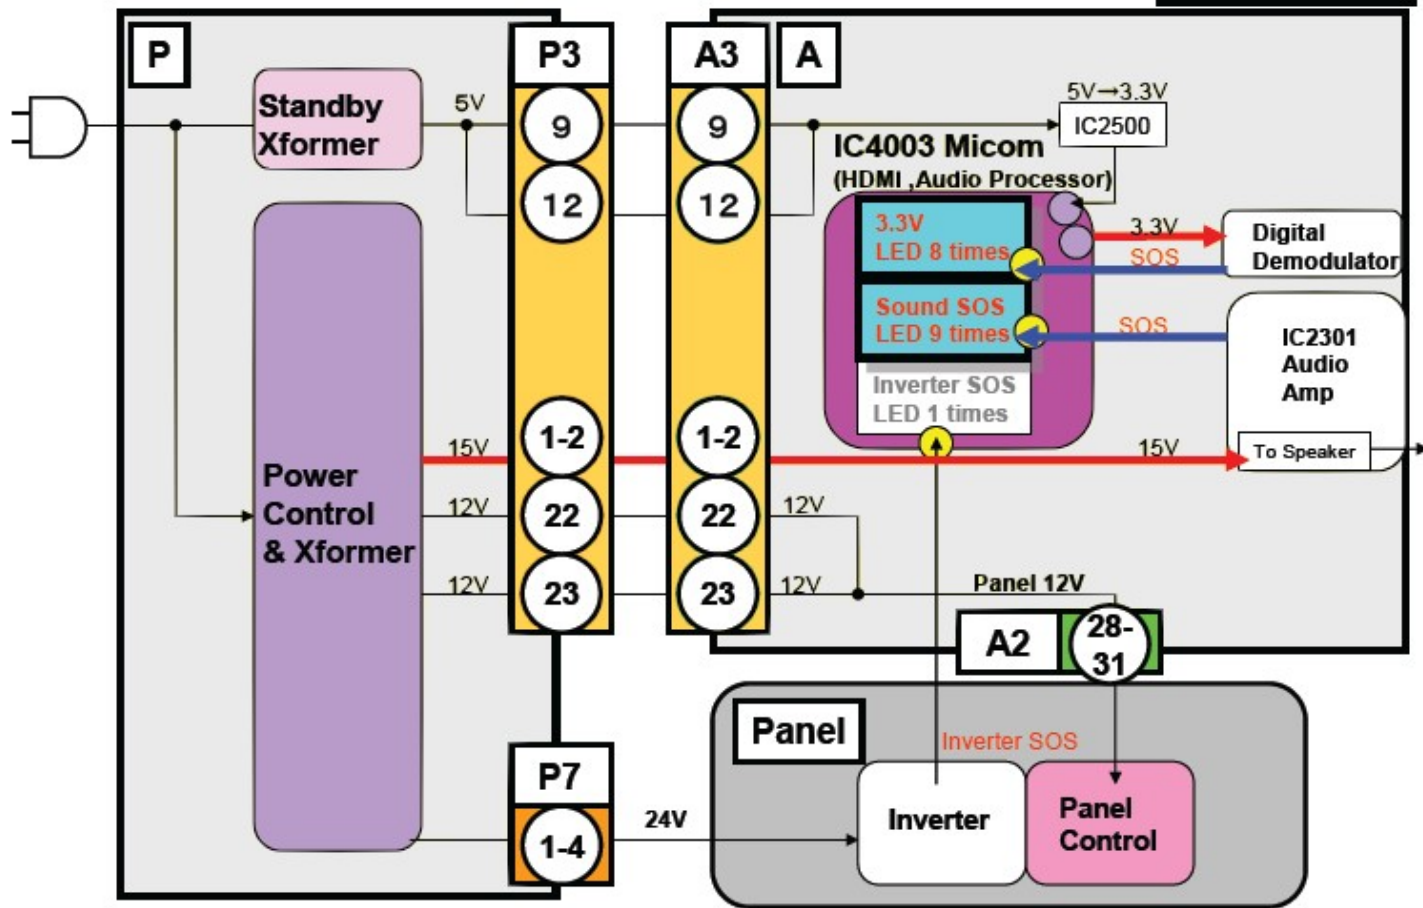 P
P3
A3
A
Standby
Xformer
5V
9
9
5V→3.3V
IC2500
12
12
IC4003 Micom
(HDMI ,Audio Processor)
3.3V
LED 8 times
3.3V
SOS
Digital
Demodulator
Sound SOS
LED 9 times
SOS
IC2301
Audio
Amp
Inverter SOS
LED 1 times
1-2
1-2
15V
15V
To Speaker
Power
Control
& Xformer
12V
22
22
12V
12V
23
23
12V
Panel 12V
A2
28-
31
Panel
Inverter SOS
P7
1-4
24V
Inverter
Panel
Control